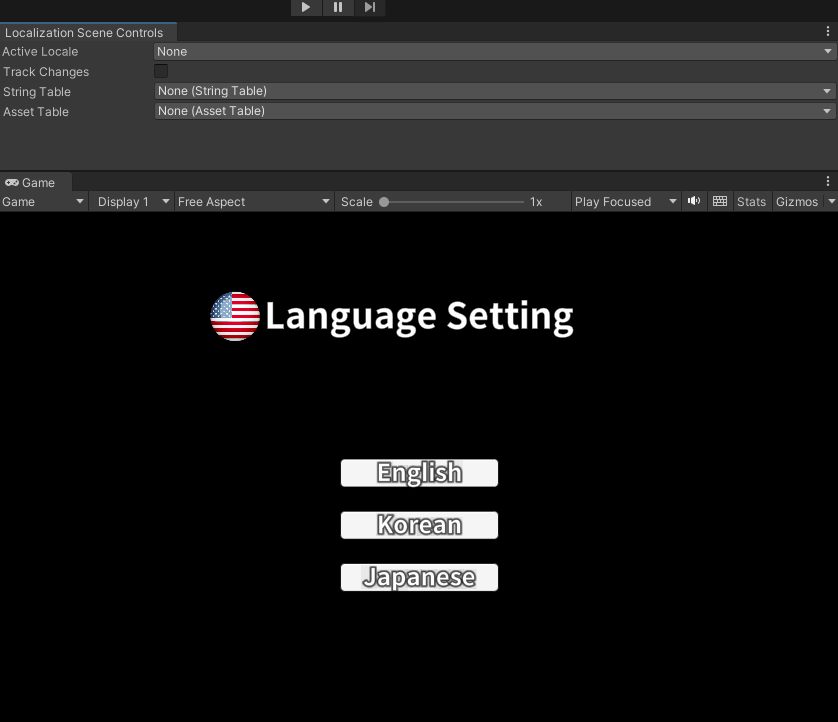 Localization Scene Controls
Active Locale None
Track Changes
String Table None (String Table)
Asset Table None (Asset Table)
Game
Game Display 1 Free Aspect Scale 1x Play Focused Stats Gizmos
Language Setting
English
Korean
Japanese